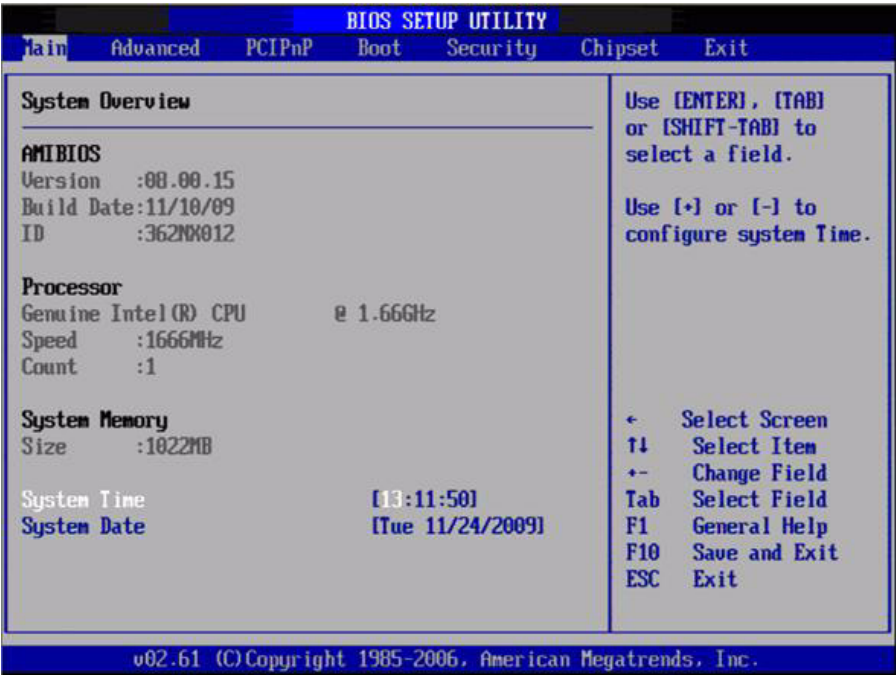 BIOS SETUP UTILITY
Main Advanced PCIPnP Boot Security Chipset Exit
System Overview
AMIBIOS
Version :08.00.15
Build Date:11/10/09
ID :362NX012
Processor
Genuine Intel(R) CPU @ 1.66GHz
Speed :1666MHz
Count :1
System Memory
Size :1022MB
System Time [13:11:50]
System Date [Tue 11/24/2009]
Use [ENTER], [TAB]
or [SHIFT-TAB] to
select a field.
Use [+] or [-] to
configure system Time.
← Select Screen
↑↓ Select Item
+- Change Field
Tab Select Field
F1 General Help
F10 Save and Exit
ESC Exit
v02.61 (C)Copyright 1985-2006, American Megatrends, Inc.